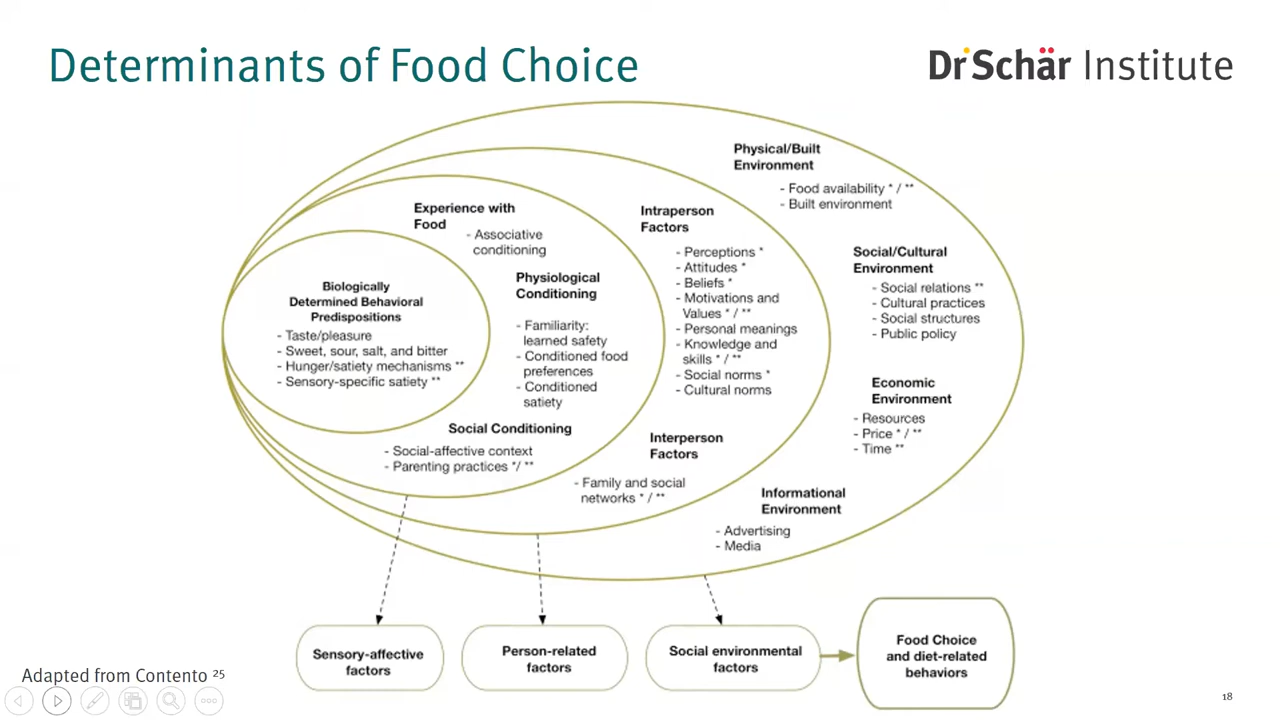 Determinants of Food Choice
DrSchär Institute
Physical/Built
Environment
- Food availability * / **
- Built environment
Experience with
Food
- Associative
conditioning
Intraperson
Factors
- Perceptions *
- Attitudes *
- Beliefs *
- Motivations and
Values * / **
- Personal meanings
- Knowledge and
skills * / **
- Social norms *
- Cultural norms
Social/Cultural
Environment
- Social relations **
- Cultural practices
- Social structures
- Public policy
Physiological
Conditioning
- Familiarity:
learned safety
- Conditioned food
preferences
- Conditioned
satiety
Biologically
Determined Behavioral
Predispositions
- Taste/pleasure
- Sweet, sour, salt, and bitter
- Hunger/satiety mechanisms **
- Sensory-specific satiety **
Economic
Environment
- Resources
- Price * / **
- Time **
Social Conditioning
- Social-affective context
- Parenting practices */ **
Interperson
Factors
- Family and social
networks * / **
Informational
Environment
- Advertising
- Media
Sensory-affective
factors
Person-related
factors
Social environmental
factors
Food Choice
and diet-related
behaviors
Adapted from Contento 25
18